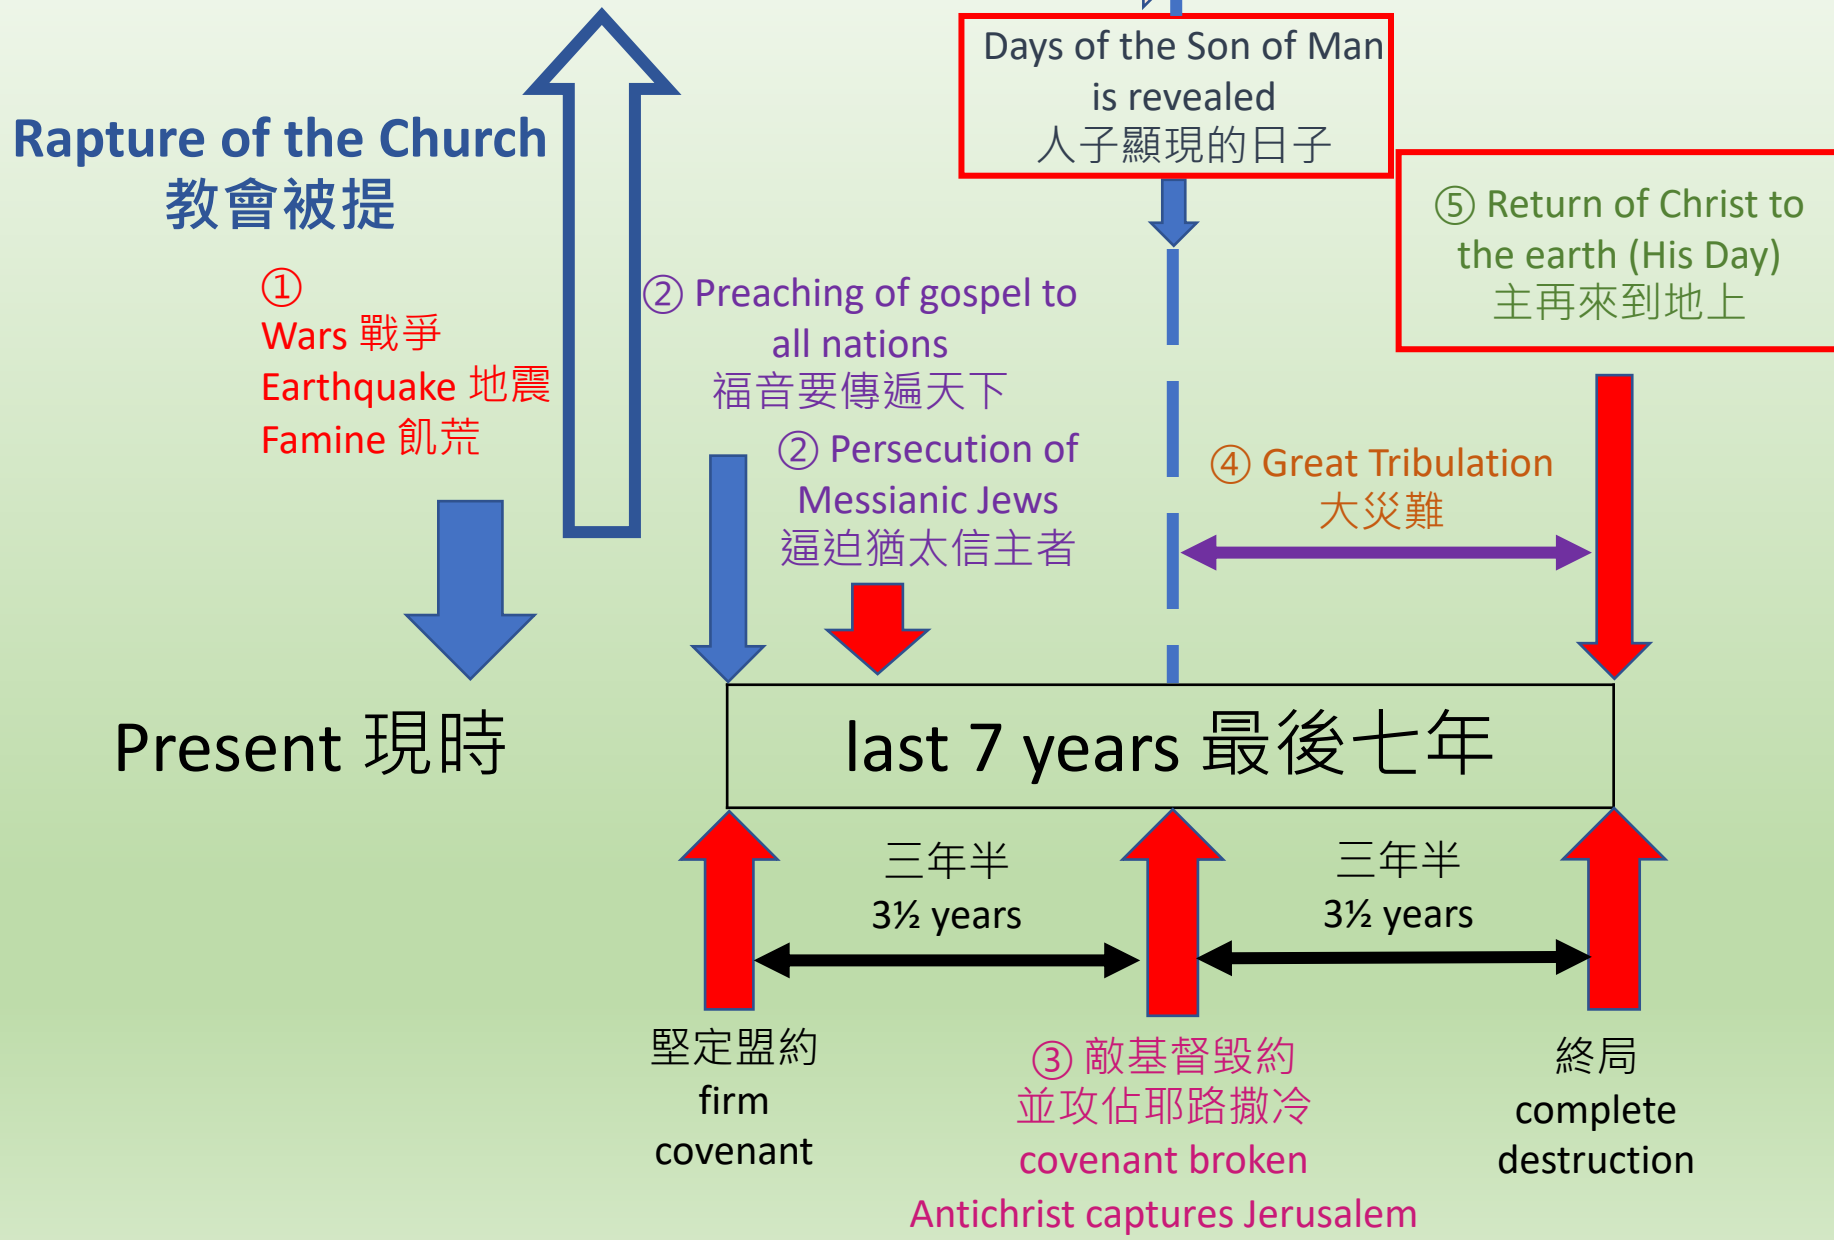 Rapture of the Church
教會被提
①
Wars 戰爭
Earthquake 地震
Famine 飢荒
② Preaching of gospel to
all nations
福音要傳遍天下
② Persecution of
Messianic Jews
逼迫猶太信主者
Days of the Son of Man
is revealed
人子顯現的日子
⑤ Return of Christ to
the earth (His Day)
主再來到地上
④ Great Tribulation
大災難
Present 現時
last 7 years 最後七年
三年半
3½ years
三年半
3½ years
堅定盟約
firm
covenant
③ 敵基督毀約
並攻佔耶路撒冷
covenant broken
Antichrist captures Jerusalem
終局
complete
destruction